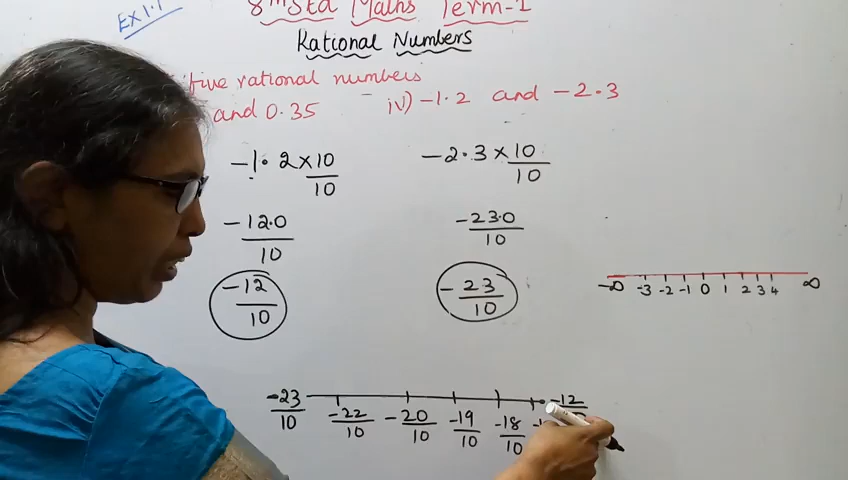 Ex 1.1
8th Std Maths Term-1
Rational Numbers
five rational numbers
and 0.35 iv) -1.2 and -2.3
-1.2 × 10/10 -2.3 × 10/10
-12.0/10 -23.0/10
-12/10 -23/10
-∞ -3 -2 -1 0 1 2 3 4 ∞
-23/10 -22/10 -20/10 -19/10 -18/10 -12